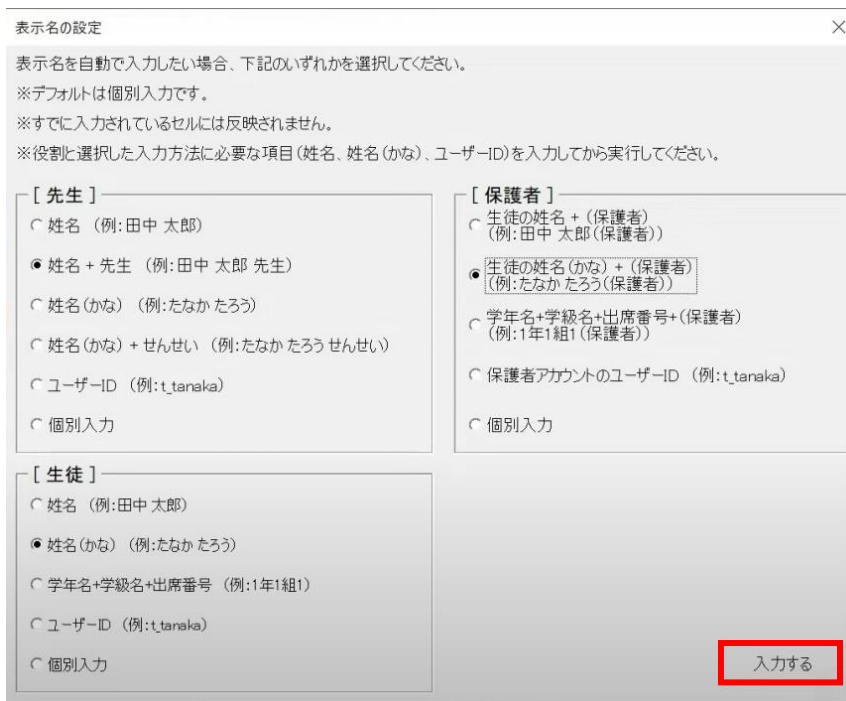 表示名の設定
表示名を自動で入力したい場合、下記のいずれかを選択してください。
※デフォルトは個別入力です。
※すでに入力されているセルには反映されません。
※役割と選択した入力方法に必要な項目(姓名、姓名(かな)、ユーザーID)を入力してから実行してください。
[ 先生 ]
姓名 (例:田中 太郎)
姓名 + 先生 (例:田中 太郎 先生)
姓名(かな) (例:たなか たろう)
姓名(かな) + せんせい (例:たなか たろう せんせい)
ユーザーID (例:t_tanaka)
個別入力
[ 保護者 ]
生徒の姓名 + (保護者)
(例:田中 太郎(保護者))
生徒の姓名(かな) + (保護者)
(例:たなか たろう(保護者))
学年名+学級名+出席番号+(保護者)
(例:1年1組1(保護者))
保護者アカウントのユーザーID (例:t_tanaka)
個別入力
[ 生徒 ]
姓名 (例:田中 太郎)
姓名(かな) (例:たなか たろう)
学年名+学級名+出席番号 (例:1年1組1)
ユーザーID (例:t_tanaka)
個別入力
入力する